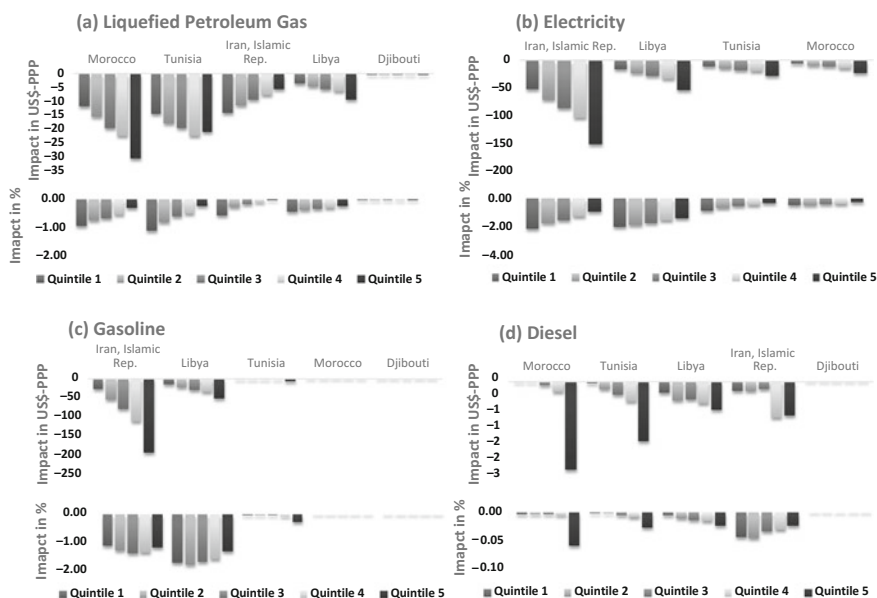 (a) Liquefied Petroleum Gas
Morocco Tunisia Iran, Islamic Rep. Libya Djibouti
Impact in US$-PPP
0
−5
−10
−15
−20
−25
−30
−35
Imapct in %
0.00
−1.00
−2.00
Quintile 1 Quintile 2 Quintile 3 Quintile 4 Quintile 5
(b) Electricity
Iran, Islamic Rep. Libya Tunisia Morocco
Impact in US$-PPP
0
−50
−100
−150
−200
Imapct in %
0.00
−2.00
−4.00
Quintile 1 Quintile 2 Quintile 3 Quintile 4 Quintile 5
(c) Gasoline
Iran, Islamic Rep. Libya Tunisia Morocco Djibouti
Impact in US$-PPP
0
−50
−100
−150
−200
−250
Imapct in %
0.00
−1.00
−2.00
Quintile 1 Quintile 2 Quintile 3 Quintile 4 Quintile 5
(d) Diesel
Morocco Tunisia Libya Iran, Islamic Rep. Djibouti
Impact in US$-PPP
0
0
−1
−1
−2
−2
−3
−3
Imapct in %
0.00
−0.05
−0.10
Quintile 1 Quintile 2 Quintile 3 Quintile 4 Quintile 5